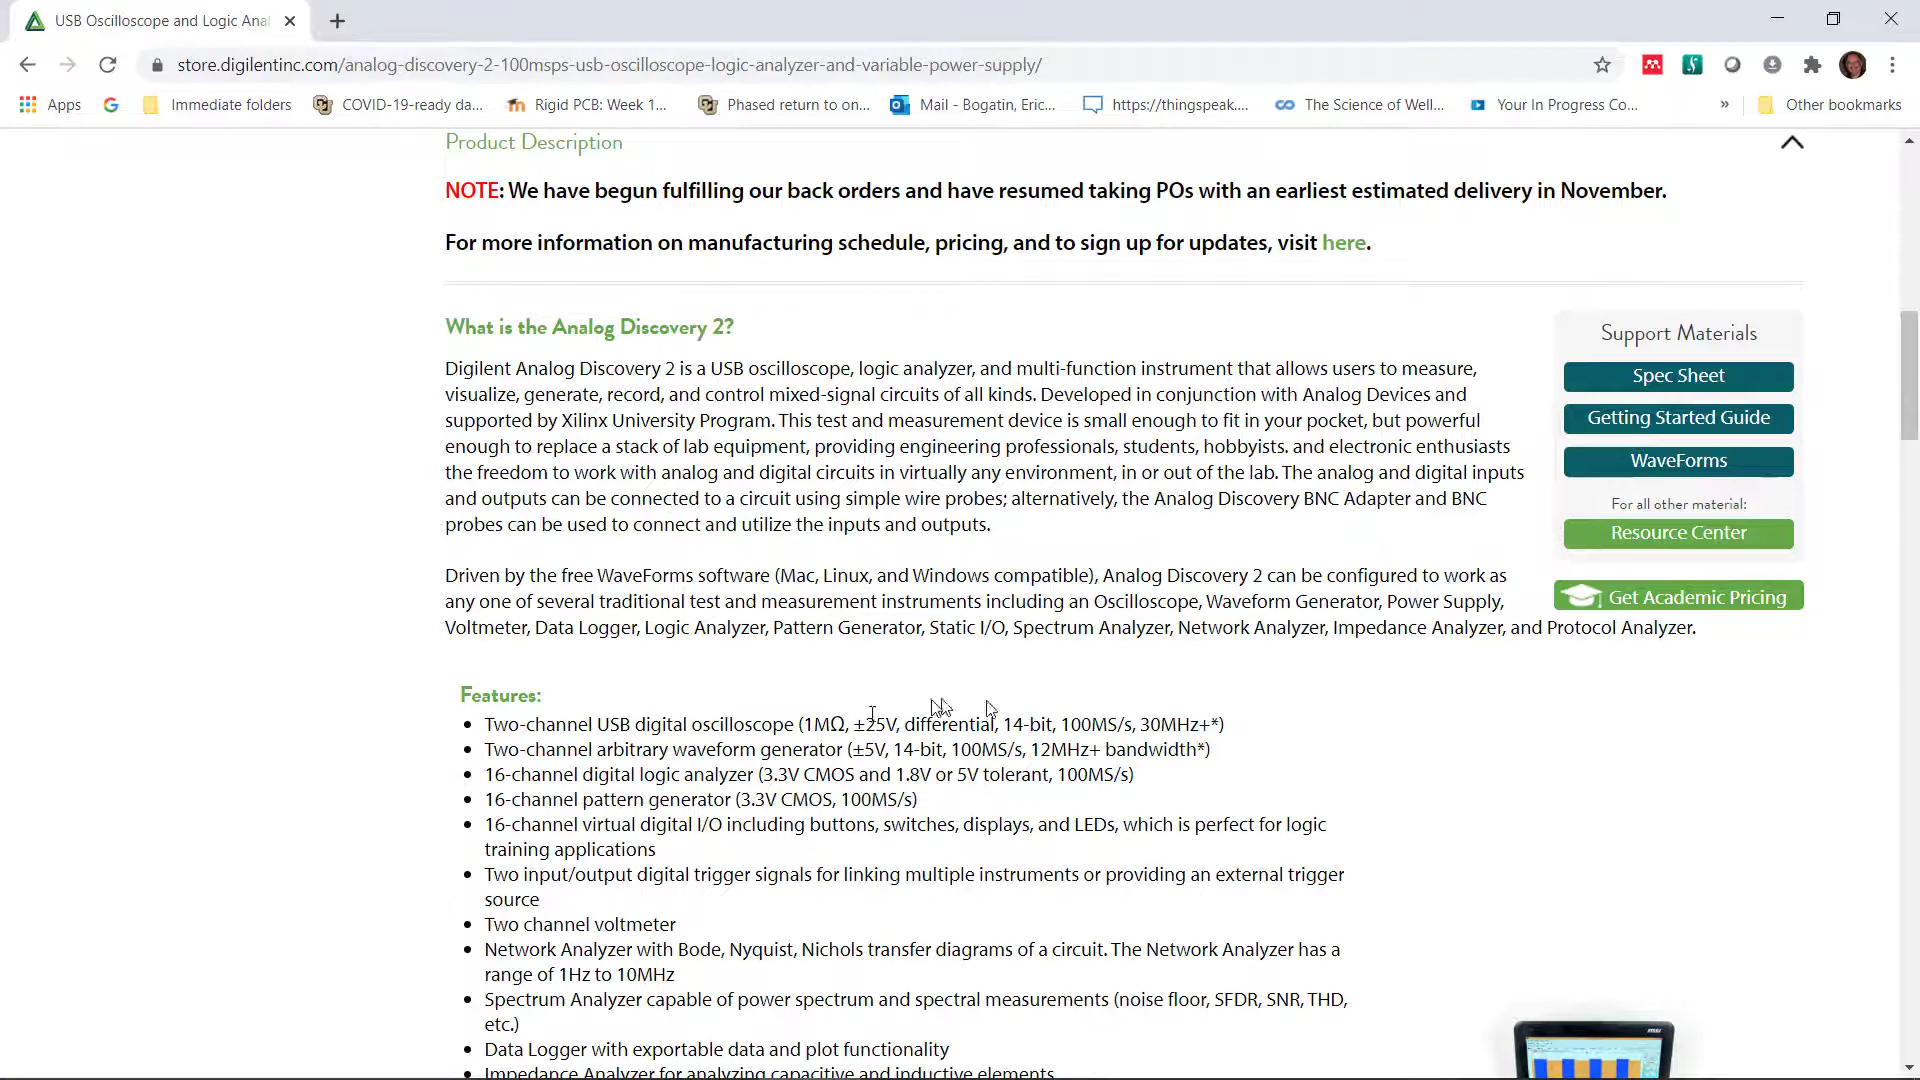 USB Oscilloscope and Logic Anal
store.digilentinc.com/analog-discovery-2-100msps-usb-oscilloscope-logic-analyzer-and-variable-power-supply/
Apps
Immediate folders
COVID-19-ready da...
Rigid PCB: Week 1...
Phased return to on...
Mail - Bogatin, Eric...
https://thingspeak....
The Science of Well...
Your In Progress Co...
»
Other bookmarks
Product Description
NOTE: We have begun fulfilling our back orders and have resumed taking POs with an earliest estimated delivery in November.
For more information on manufacturing schedule, pricing, and to sign up for updates, visit here.
What is the Analog Discovery 2?
Digilent Analog Discovery 2 is a USB oscilloscope, logic analyzer, and multi-function instrument that allows users to measure,
visualize, generate, record, and control mixed-signal circuits of all kinds. Developed in conjunction with Analog Devices and
supported by Xilinx University Program. This test and measurement device is small enough to fit in your pocket, but powerful
enough to replace a stack of lab equipment, providing engineering professionals, students, hobbyists. and electronic enthusiasts
the freedom to work with analog and digital circuits in virtually any environment, in or out of the lab. The analog and digital inputs
and outputs can be connected to a circuit using simple wire probes; alternatively, the Analog Discovery BNC Adapter and BNC
probes can be used to connect and utilize the inputs and outputs.
Driven by the free WaveForms software (Mac, Linux, and Windows compatible), Analog Discovery 2 can be configured to work as
any one of several traditional test and measurement instruments including an Oscilloscope, Waveform Generator, Power Supply,
Voltmeter, Data Logger, Logic Analyzer, Pattern Generator, Static I/O, Spectrum Analyzer, Network Analyzer, Impedance Analyzer, and Protocol Analyzer.
Support Materials
Spec Sheet
Getting Started Guide
WaveForms
For all other material:
Resource Center
Get Academic Pricing
Features:
• Two-channel USB digital oscilloscope (1MΩ, ±25V, differential, 14-bit, 100MS/s, 30MHz+*)
• Two-channel arbitrary waveform generator (±5V, 14-bit, 100MS/s, 12MHz+ bandwidth*)
• 16-channel digital logic analyzer (3.3V CMOS and 1.8V or 5V tolerant, 100MS/s)
• 16-channel pattern generator (3.3V CMOS, 100MS/s)
• 16-channel virtual digital I/O including buttons, switches, displays, and LEDs, which is perfect for logic
training applications
• Two input/output digital trigger signals for linking multiple instruments or providing an external trigger
source
• Two channel voltmeter
• Network Analyzer with Bode, Nyquist, Nichols transfer diagrams of a circuit. The Network Analyzer has a
range of 1Hz to 10MHz
• Spectrum Analyzer capable of power spectrum and spectral measurements (noise floor, SFDR, SNR, THD,
etc.)
• Data Logger with exportable data and plot functionality
• Impedance Analyzer for analyzing capacitive and inductive elements
msi